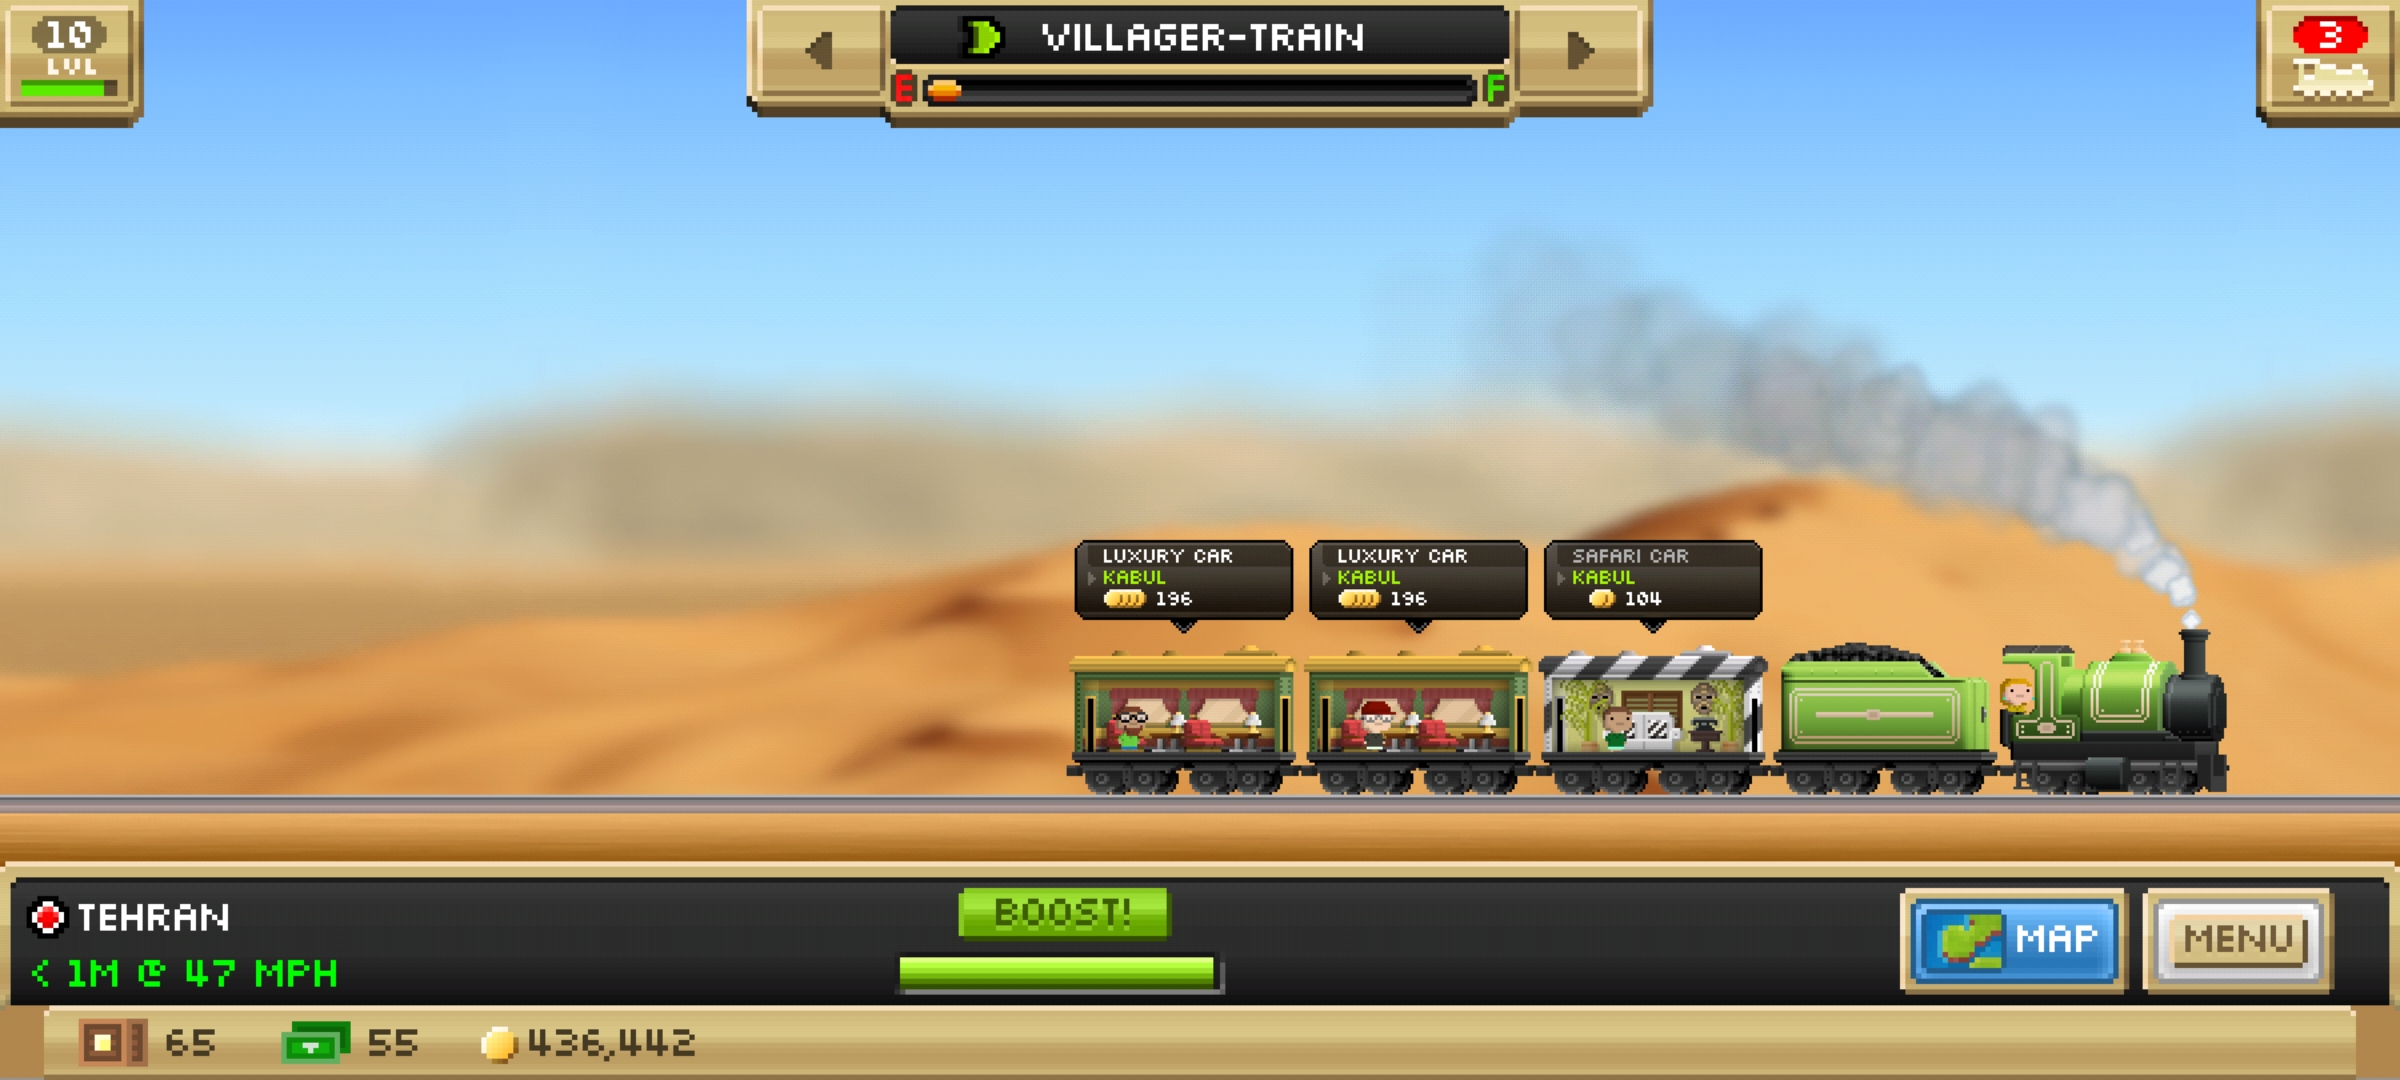 10
LVL
VILLAGER-TRAIN
E
F
3
LUXURY CAR
KABUL
196
LUXURY CAR
KABUL
196
SAFARI CAR
KABUL
104
TEHRAN
< 1M @ 47 MPH
BOOST!
MAP
MENU
65
55
436,442